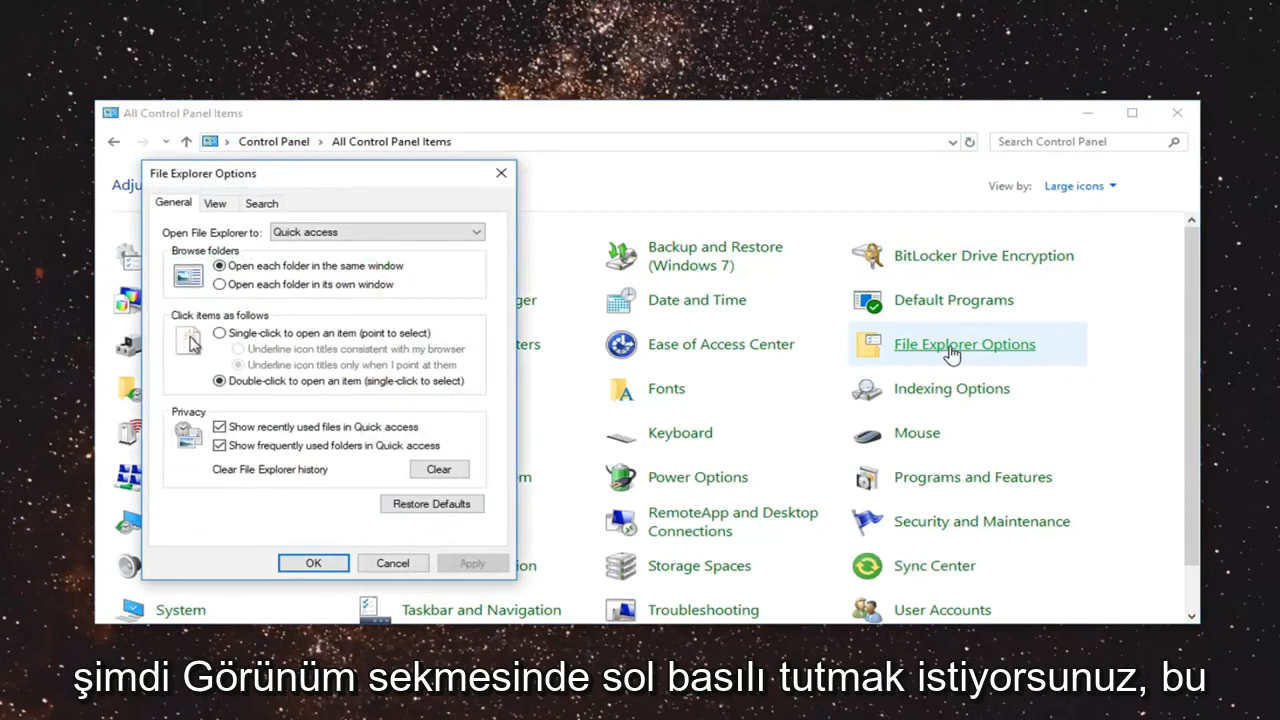 All Control Panel Items
Control Panel > All Control Panel Items
Search Control Panel
View by: Large icons
File Explorer Options
General View Search
Open File Explorer to: Quick access
Browse folders
Open each folder in the same window
Open each folder in its own window
Click items as follows
Single-click to open an item (point to select)
Underline icon titles consistent with my browser
Underline icon titles only when I point at them
Double-click to open an item (single-click to select)
Privacy
Show recently used files in Quick access
Show frequently used folders in Quick access
Clear File Explorer history Clear
Restore Defaults
OK Cancel Apply
Backup and Restore
(Windows 7)
BitLocker Drive Encryption
Date and Time
Default Programs
Ease of Access Center
File Explorer Options
Fonts
Indexing Options
Keyboard
Mouse
Power Options
Programs and Features
RemoteApp and Desktop
Connections
Security and Maintenance
Storage Spaces
Sync Center
System
Taskbar and Navigation
Troubleshooting
User Accounts
şimdi Görünüm sekmesinde sol basılı tutmak istiyorsunuz, bu